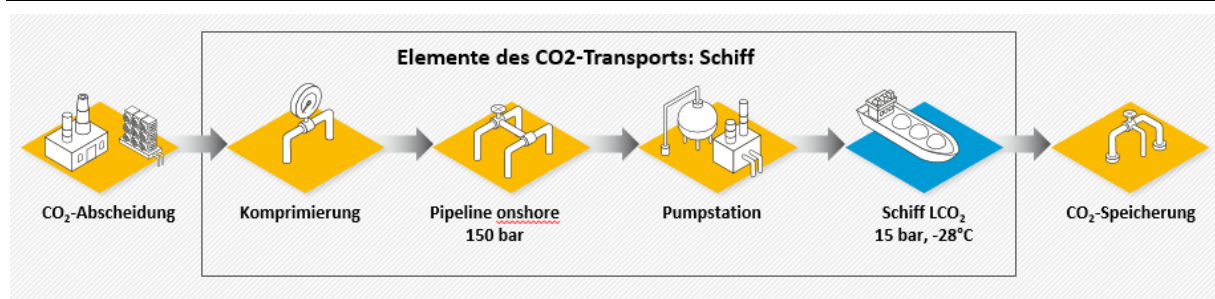 Elemente des CO2-Transports: Schiff
CO₂-Abscheidung
Komprimierung
Pipeline onshore
150 bar
Pumpstation
Schiff LCO₂
15 bar, -28°C
CO₂-Speicherung